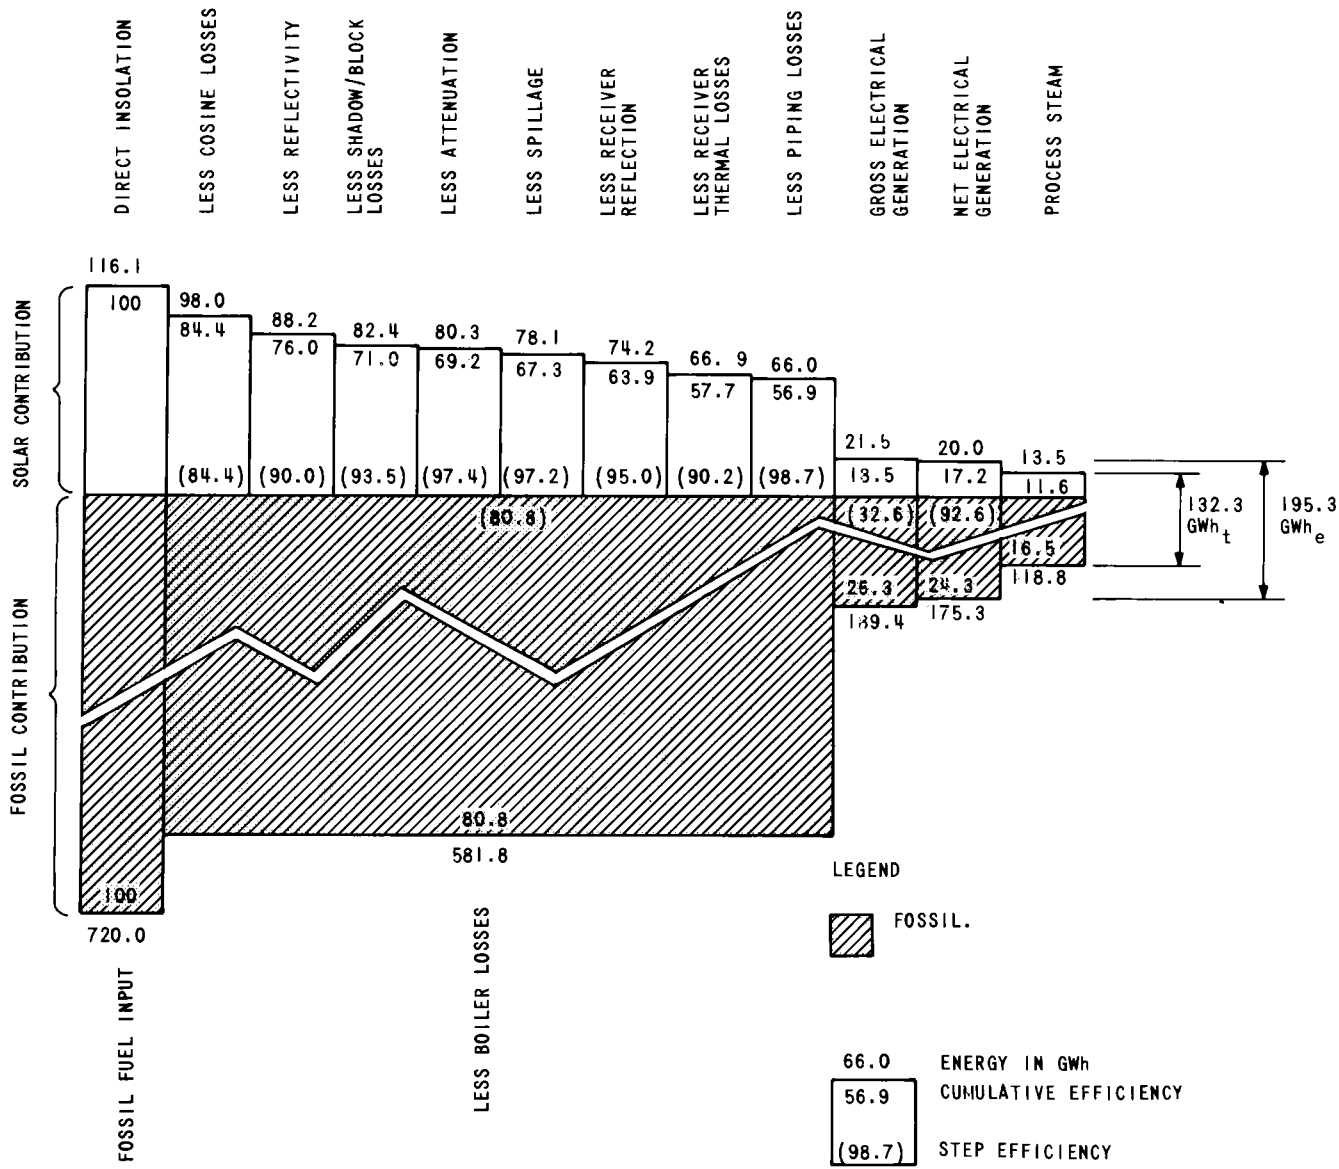 DIRECT INSOLATION
LESS COSINE LOSSES
LESS REFLECTIVITY
LESS SHADOW/BLOCK
LOSSES
LESS ATTENUATION
LESS SPILLAGE
LESS RECEIVER
REFLECTION
LESS RECEIVER
THERMAL LOSSES
LESS PIPING LOSSES
GROSS ELECTRICAL
GENERATION
NET ELECTRICAL
GENERATION
PROCESS STEAM
SOLAR CONTRIBUTION
116.1
100
98.0
84.4
(84.4)
88.2
76.0
(90.0)
82.4
71.0
(93.5)
80.3
69.2
(97.4)
78.1
67.3
(97.2)
74.2
63.9
(95.0)
66. 9
57.7
(90.2)
66.0
56.9
(98.7)
21.5
18.5
(32.6)
20.0
17.2
(92.6)
13.5
11.6
132.3
GWh t
195.3
GWh e
FOSSIL CONTRIBUTION
(80.8)
80.8
581.8
26.3
189.4
24.3
175.3
16.5
118.8
100
720.0
FOSSIL FUEL INPUT
LESS BOILER LOSSES
LEGEND
FOSSIL.
66.0 ENERGY IN GWh
56.9 CUMULATIVE EFFICIENCY
(98.7) STEP EFFICIENCY